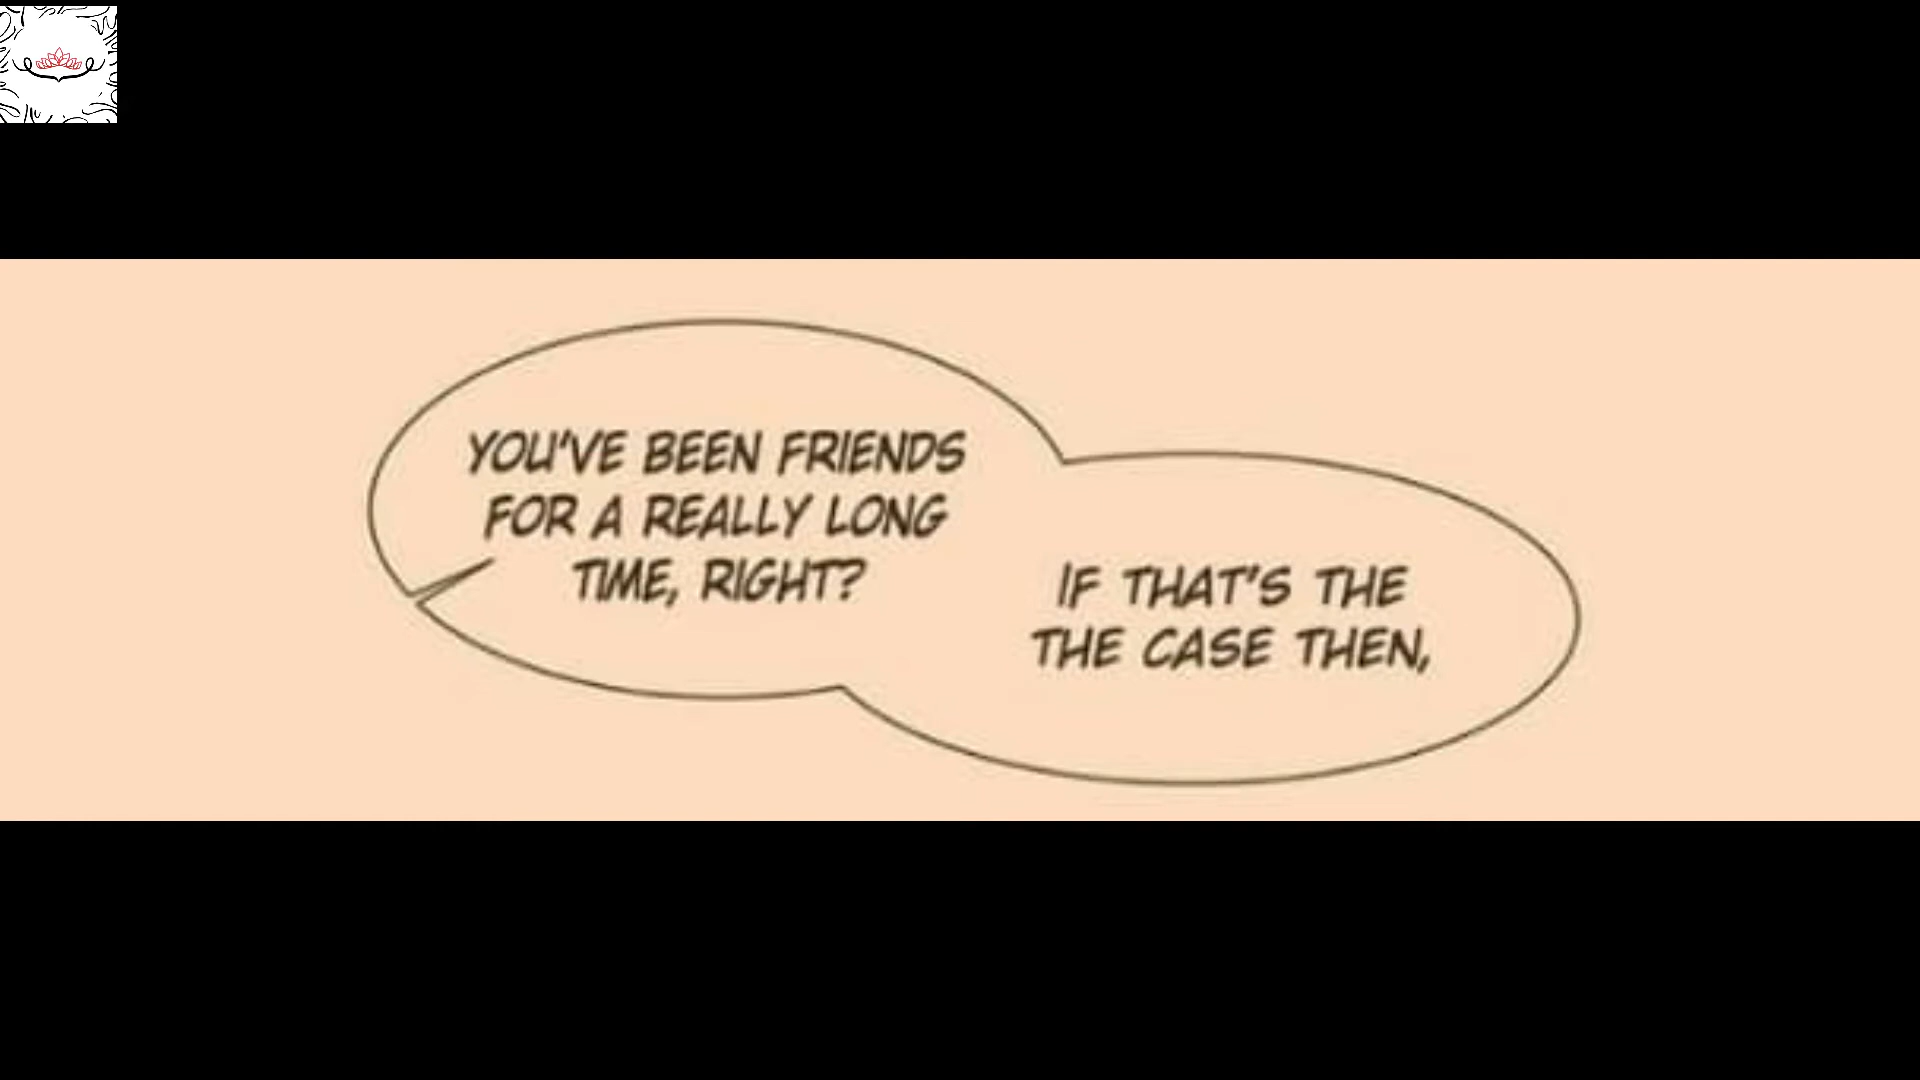 YOU'VE BEEN FRIENDS
FOR A REALLY LONG
TIME, RIGHT?
IF THAT'S THE
THE CASE THEN,